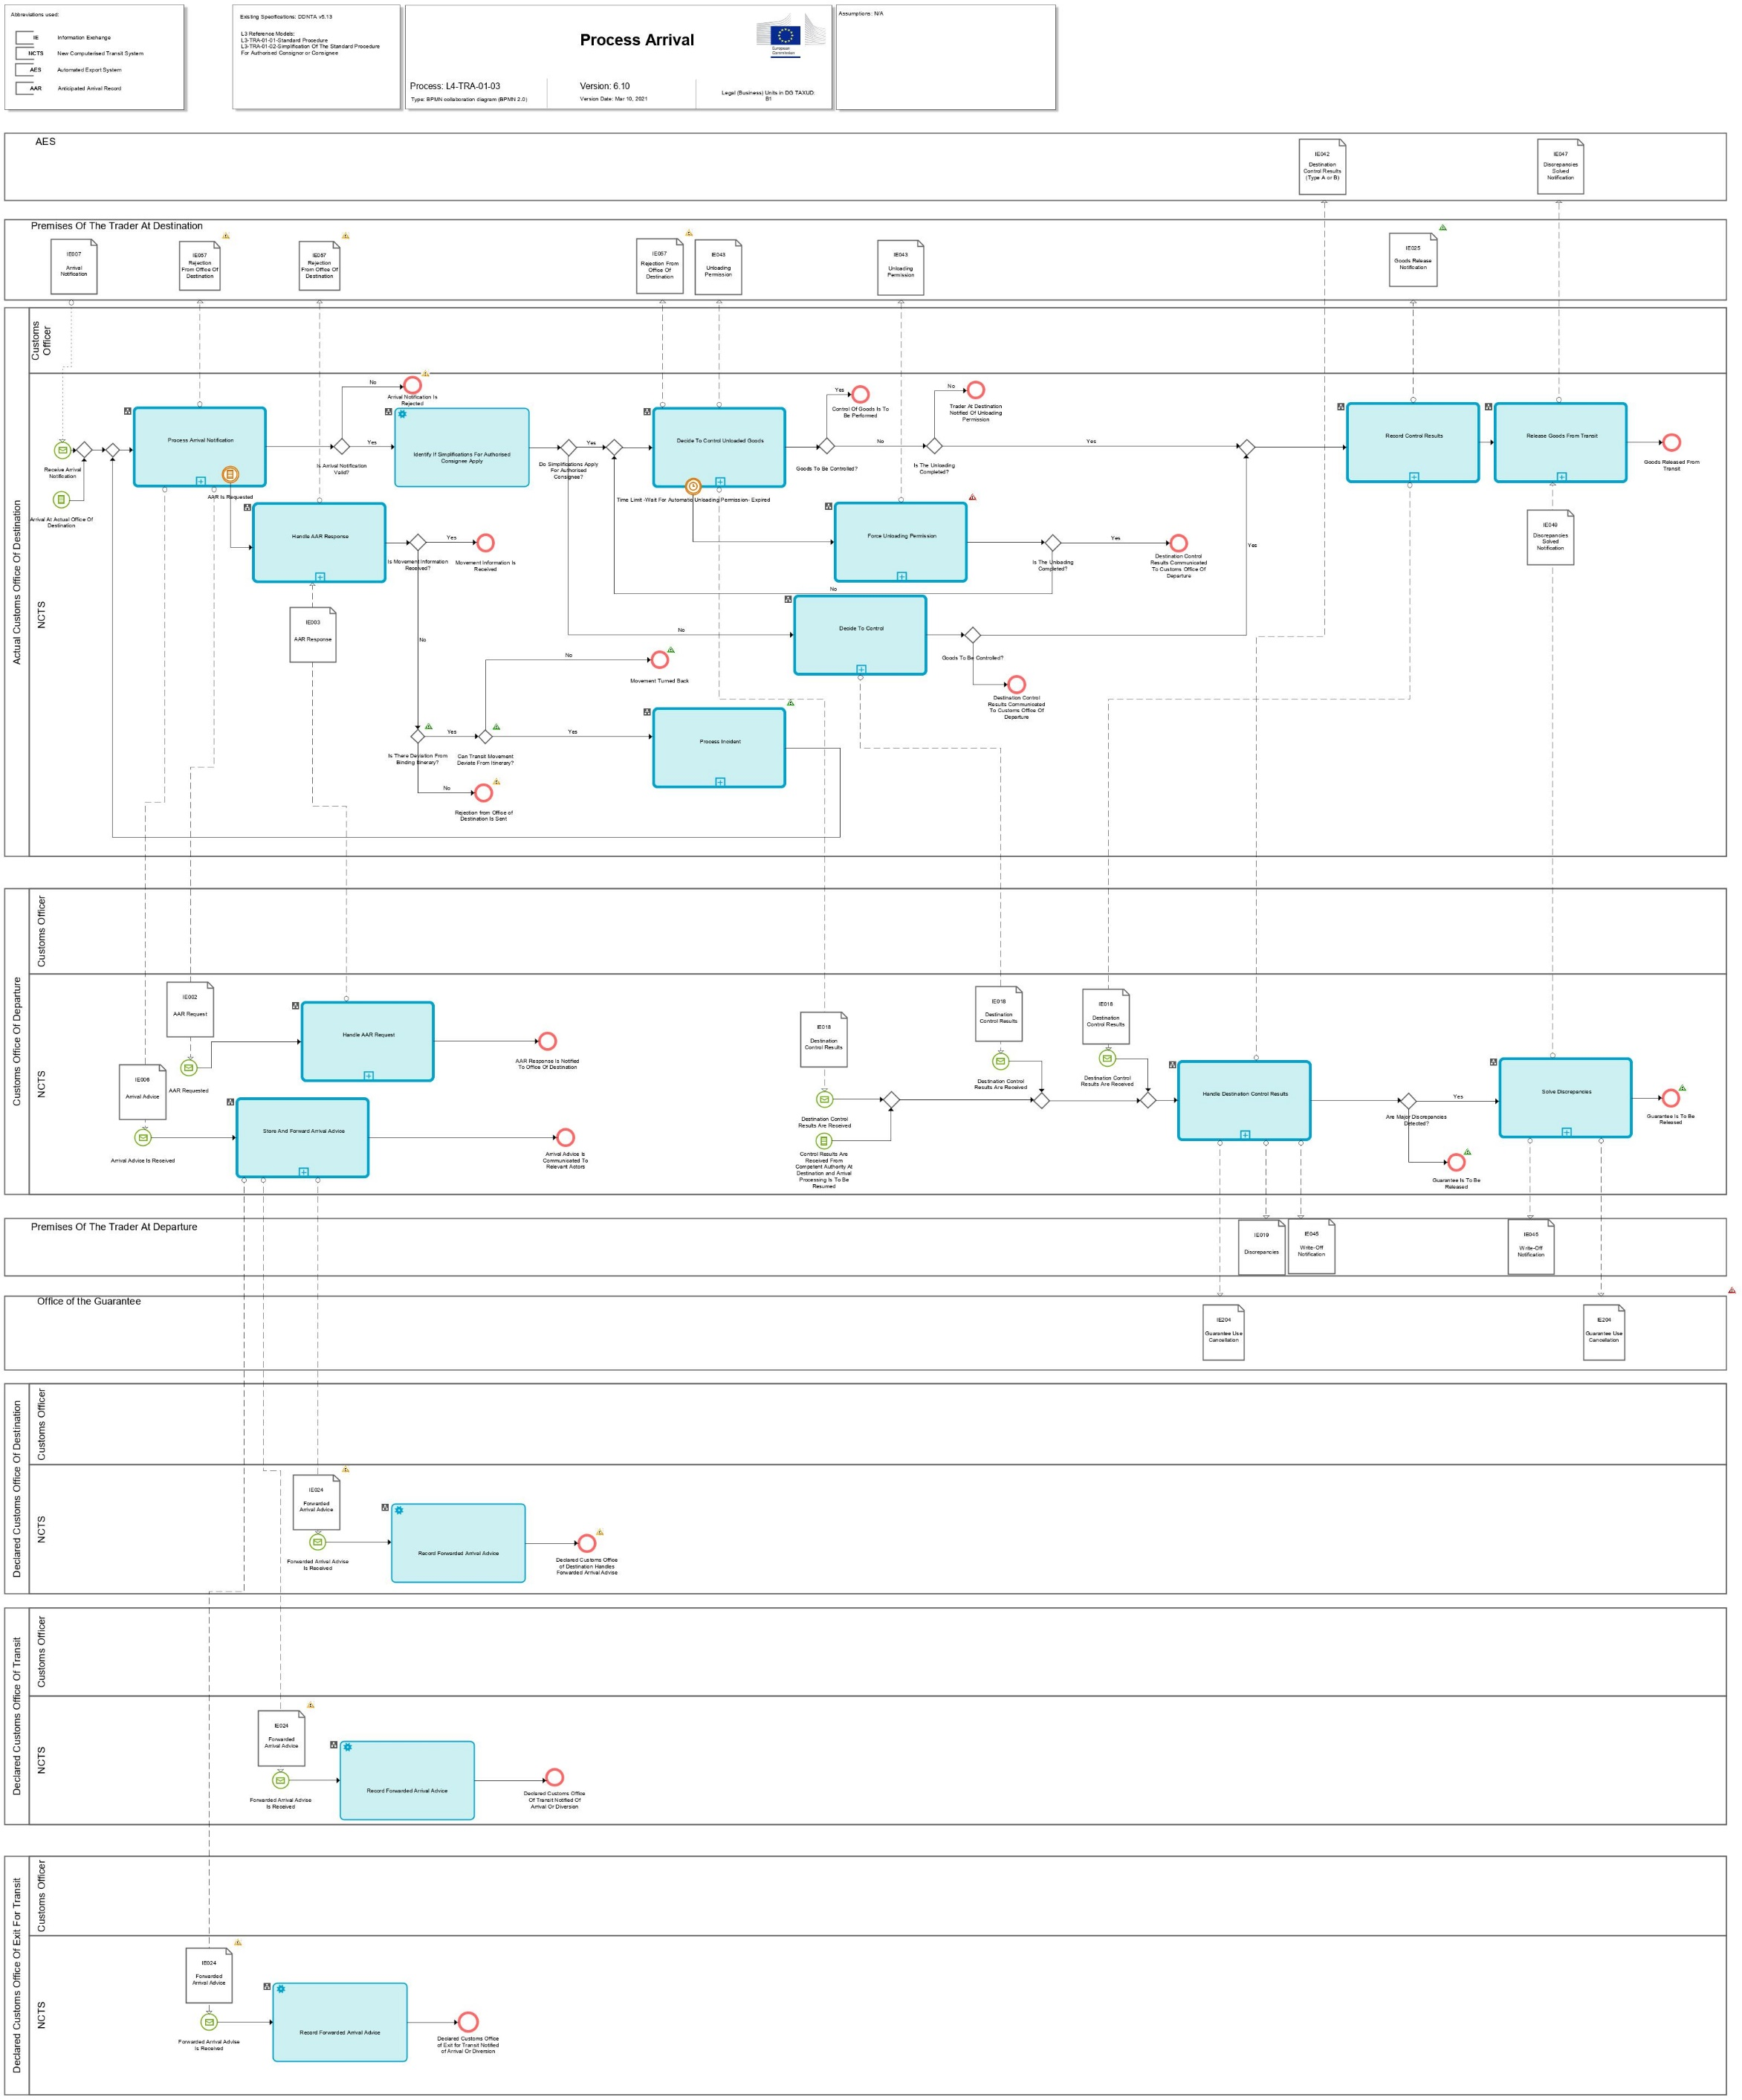 Abbreviations used:
IE Information Exchange
NCTS New Computerised Transit System
AES Automated Export System
AAR Anticipated Arrival Record
Existing Specifications: DDNTA v5.13
L3 Reference Models:
L3-TRA-01-01-Standard Procedure
L3-TRA-01-02-Simplification Of The Standard Procedure
For Authorised Consignor or Consignee
Process Arrival
European
Commission
Process: L4-TRA-01-03
Type: BPMN collaboration diagram (BPMN 2.0)
Version: 6.10
Version Date: Mar 10, 2021
Legal (Business) Units in DG TAXUD:
B1
Assumptions: N/A
AES
IE042
Destination
Control Results
(Type A or B)
IE047
Discrepancies
Solved
Notification
Premises Of The Trader At Destination
IE007
Arrival
Notification
IE057
Rejection
From Office Of
Destination
IE057
Rejection
From Office Of
Destination
IE057
Rejection From
Office Of
Destination
IE043
Unloading
Permission
IE043
Unloading
Permission
IE025
Goods Release
Notification
Actual Customs Office Of Destination
Customs
Officer
NCTS
Receive Arrival
Notification
Arrival At Actual Office Of
Destination
Process Arrival Notification
AAR Is Requested
Is Arrival Notification
Valid?
No
Arrival Notification Is
Rejected
Yes
Identify If Simplifications For Authorised
Consignee Apply
Do Simplifications Apply
For Authorised
Consignee?
Yes
No
Decide To Control Unloaded Goods
Time Limit -Wait For Automatic Unloading Permission- Expired
Goods To Be Controlled?
Yes
Control Of Goods Is To
Be Performed
No
Is The Unloading
Completed?
No
Trader At Destination
Notified Of Unloading
Permission
Yes
Record Control Results
Release Goods From Transit
Goods Released From
Transit
Handle AAR Response
Is Movement Information
Received?
Yes
Movement Information Is
Received
No
Force Unloading Permission
Is The Unloading
Completed?
Yes
Destination Control
Results Communicated
To Customs Office Of
Departure
No
Yes
IE049
Discrepancies
Solved
Notification
IE003
AAR Response
Decide To Control
Goods To Be Controlled?
Destination Control
Results Communicated
To Customs Office Of
Departure
No
Movement Turned Back
Is There Deviation From
Binding Itinerary?
Yes
Can Transit Movement
Deviate From Itinerary?
Yes
Process Incident
No
Rejection from Office of
Destination Is Sent
Customs Office Of Departure
Customs Officer
NCTS
IE002
AAR Request
AAR Requested
Handle AAR Request
AAR Response Is Notified
To Office Of Destination
IE006
Arrival Advice
Arrival Advice Is Received
Store And Forward Arrival Advice
Arrival Advice Is
Communicated To
Relevant Actors
IE018
Destination
Control Results
Destination Control
Results Are Received
Control Results Are
Received From
Competent Authority At
Destination and Arrival
Processing Is To Be
Resumed
IE018
Destination
Control Results
Destination Control
Results Are Received
IE018
Destination
Control Results
Destination Control
Results Are Received
Handle Destination Control Results
Are Major Discrepancies
Detected?
Yes
Guarantee Is To Be
Released
Solve Discrepancies
Guarantee Is To Be
Released
Premises Of The Trader At Departure
IE019
Discrepancies
IE045
Write-Off
Notification
IE045
Write-Off
Notification
Office of the Guarantee
IE204
Guarantee Use
Cancellation
IE204
Guarantee Use
Cancellation
Declared Customs Office Of Destination
Customs Officer
NCTS
IE024
Forwarded
Arrival Advice
Forwarded Arrival Advise
Is Received
Record Forwarded Arrival Advice
Declared Customs Office
of Destination Handles
Forwarded Arrival Advise
Declared Customs Office Of Transit
Customs Officer
NCTS
IE024
Forwarded
Arrival Advice
Forwarded Arrival Advise
Is Received
Record Forwarded Arrival Advice
Declared Customs Office
Of Transit Notified Of
Arrival Or Diversion
Declared Customs Office Of Exit For Transit
Customs Officer
NCTS
IE024
Forwarded
Arrival Advice
Forwarded Arrival Advise
Is Received
Record Forwarded Arrival Advice
Declared Customs Office
of Exit for Transit Notified
of Arrival Or Diversion